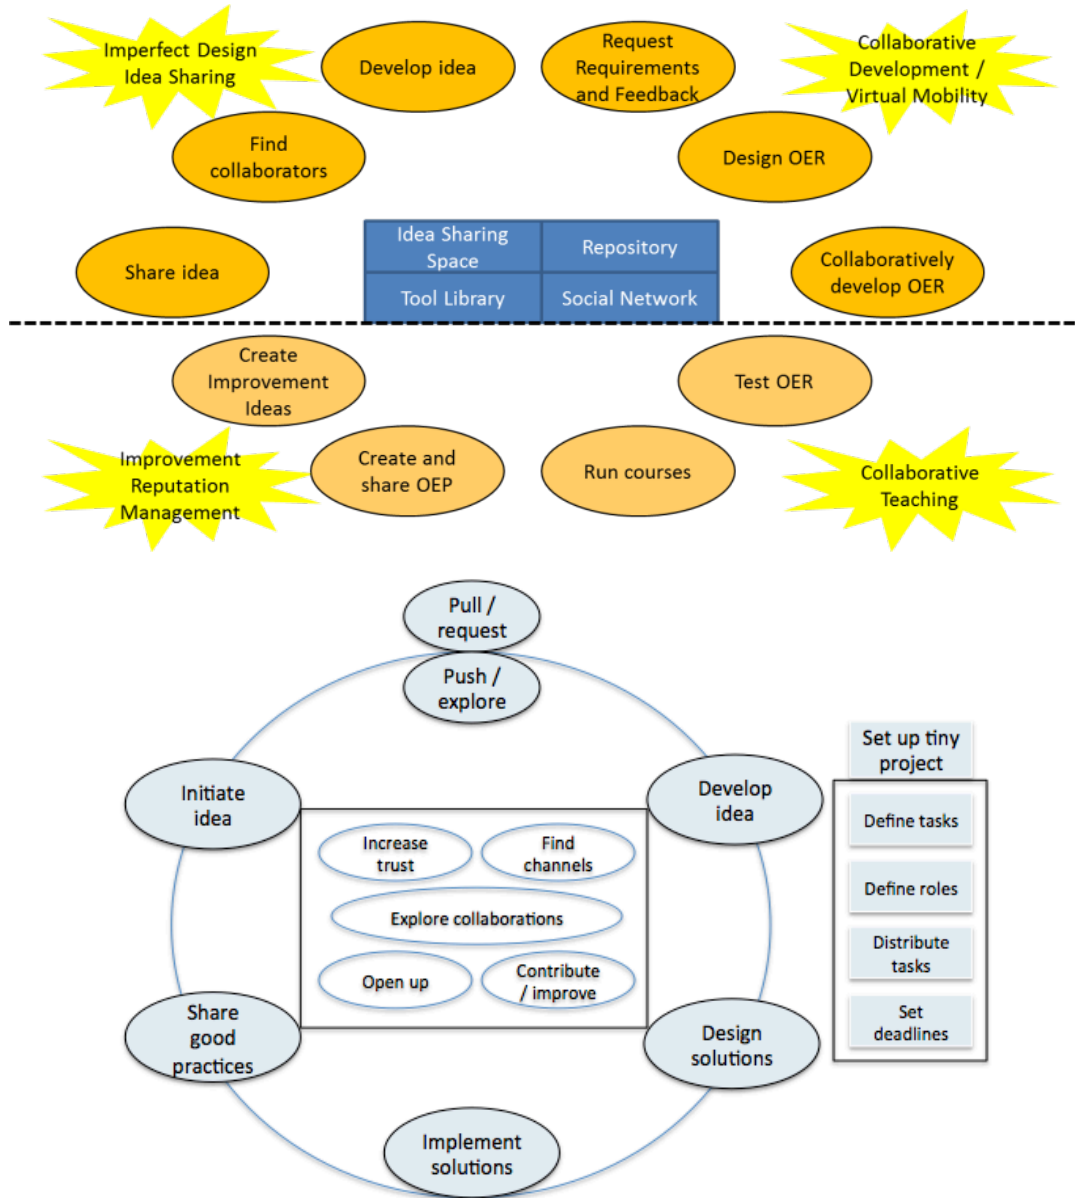 Imperfect Design
Idea Sharing
Develop idea
Request
Requirements
and Feedback
Collaborative
Development /
Virtual Mobility
Find
collaborators
Design OER
Share idea
Idea Sharing
Space
Repository
Tool Library
Social Network
Collaboratively
develop OER
Create
Improvement
Ideas
Test OER
Improvement
Reputation
Management
Create and
share OEP
Run courses
Collaborative
Teaching
Pull /
request
Push /
explore
Initiate
idea
Develop
idea
Increase
trust
Find
channels
Explore collaborations
Open up
Contribute
/ improve
Share
good
practices
Design
solutions
Implement
solutions
Set up tiny
project
Define tasks
Define roles
Distribute
tasks
Set
deadlines